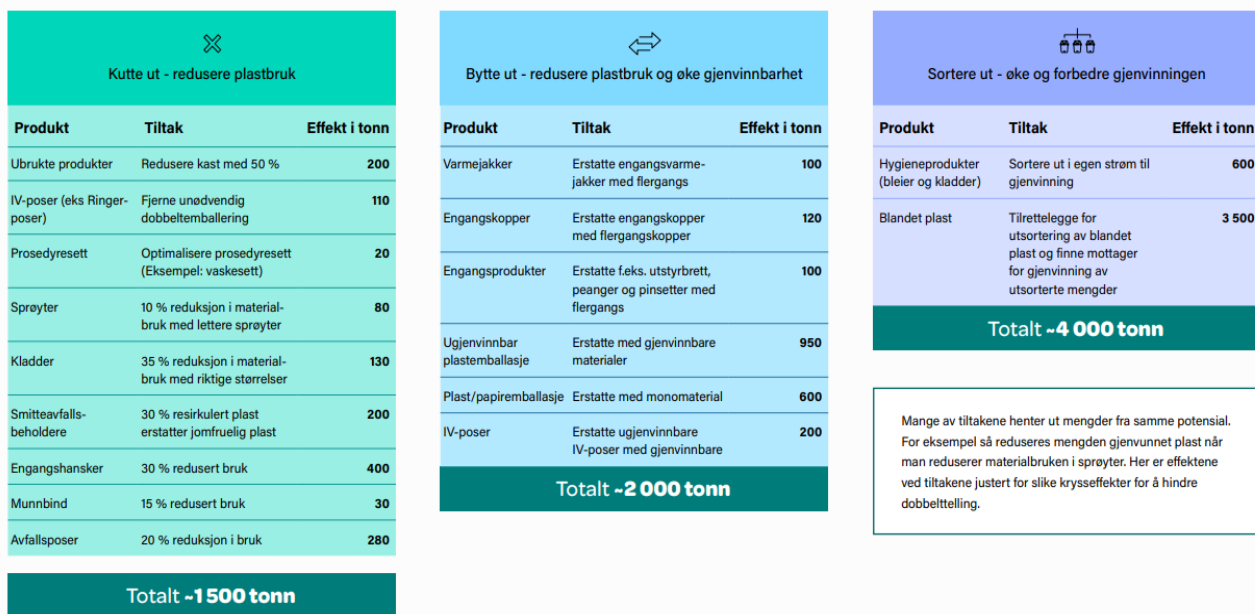 Kutte ut - redusere plastbruk
Produkt Tiltak Effekt i tonn
Ubrukte produkter Redusere kast med 50 % 200
IV-poser (eks Ringer- Fjerne unødvendig 110
poser) dobbeltemballering
Prosedyresett Optimalisere prosedyresett 20
(Eksempel: vaskesett)
Sprøyter 10 % reduksjon i material- 80
bruk med lettere sprøyter
Kladder 35 % reduksjon i material- 130
bruk med riktige størrelser
Smitteavfalls- 30 % resirkulert plast 200
beholdere erstatter jomfruelig plast
Engangshansker 30 % redusert bruk 400
Munnbind 15 % redusert bruk 30
Avfallsposer 20 % reduksjon i bruk 280
Totalt ~1 500 tonn
Bytte ut - redusere plastbruk og øke gjenvinnbarhet
Produkt Tiltak Effekt i tonn
Varmejakker Erstatte engangsvarme- 100
jakker med flergangs
Engangskopper Erstatte engangskopper 120
med flergangskopper
Engangsprodukter Erstatte f.eks. utstyrbrett, 100
peanger og pinsetter med
flergangs
Ugjenvinnbar Erstatte med gjenvinnbare 950
plastemballasje materialer
Plast/papiremballasje Erstatte med monomaterial 600
IV-poser Erstatte ugjenvinnbare 200
IV-poser med gjenvinnbare
Totalt ~2 000 tonn
Sortere ut - øke og forbedre gjenvinningen
Produkt Tiltak Effekt i tonn
Hygieneprodukter Sortere ut i egen strøm til 600
(bleier og kladder) gjenvinning
Blandet plast Tilrettelegge for 3 500
utsortering av blandet
plast og finne mottager
for gjenvinning av
utsorterte mengder
Totalt ~4 000 tonn
Mange av tiltakene henter ut mengder fra samme potensial.
For eksempel så reduseres mengden gjenvunnet plast når
man reduserer materialbruken i sprøyter. Her er effektene
ved tiltakene justert for slike krysseffekter for å hindre
dobbelttelling.